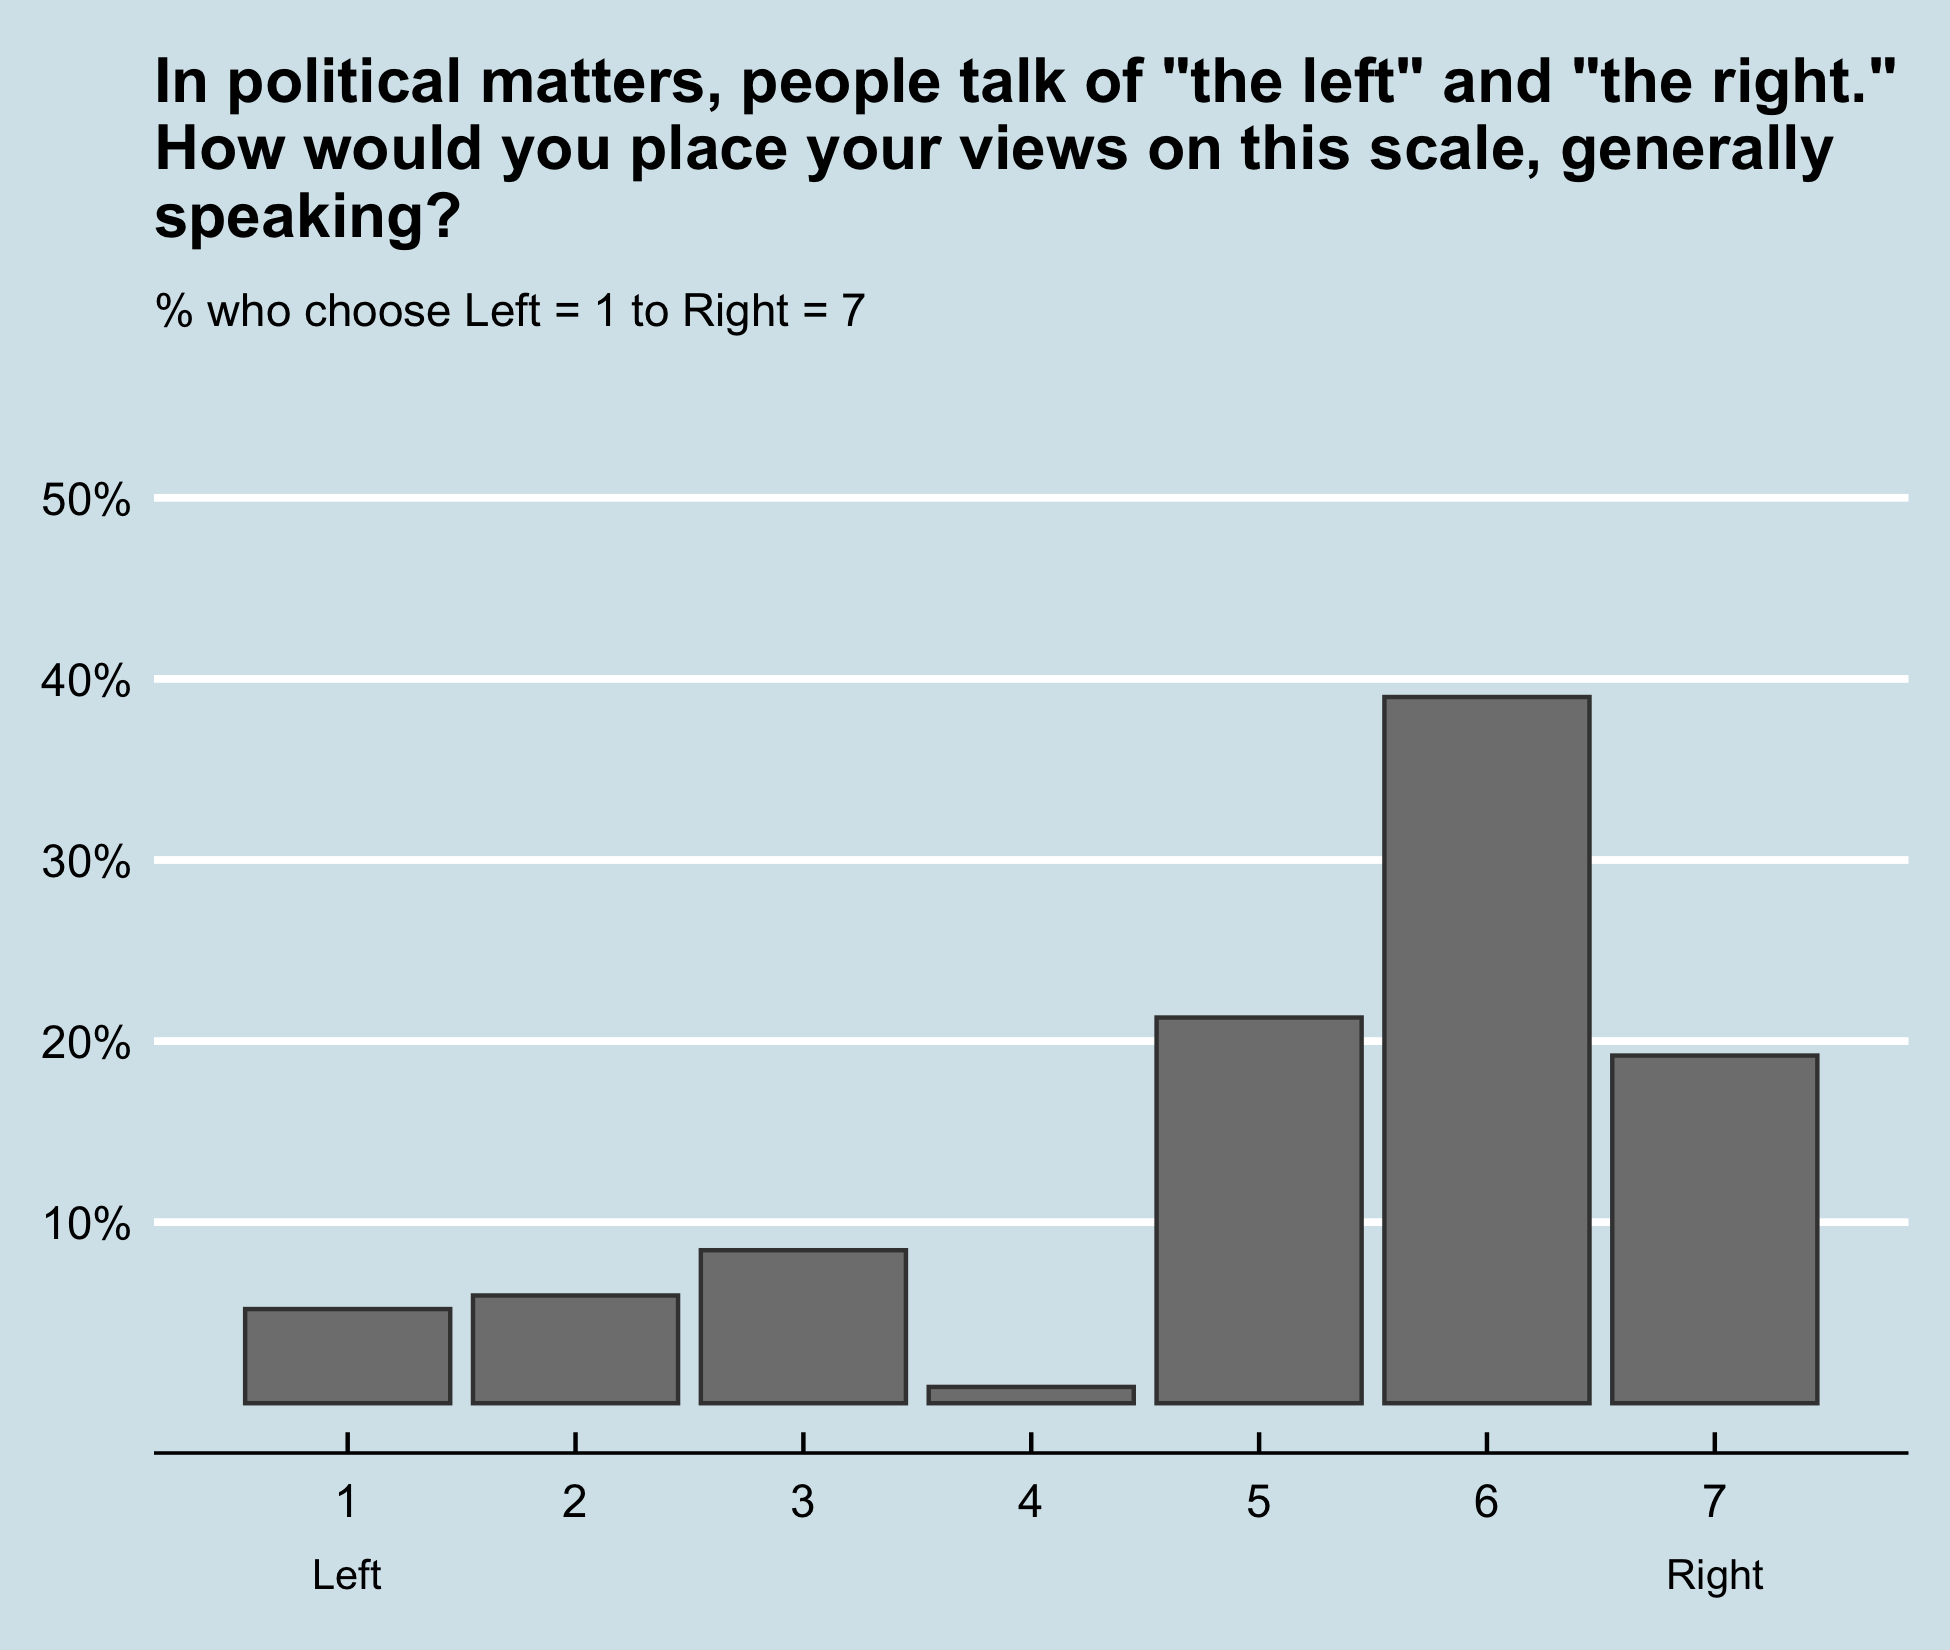 In political matters, people talk of "the left" and "the right."
How would you place your views on this scale, generally
speaking?
% who choose Left = 1 to Right = 7
50%
40%
30%
20%
10%
1 2 3 4 5 6 7
Left Right